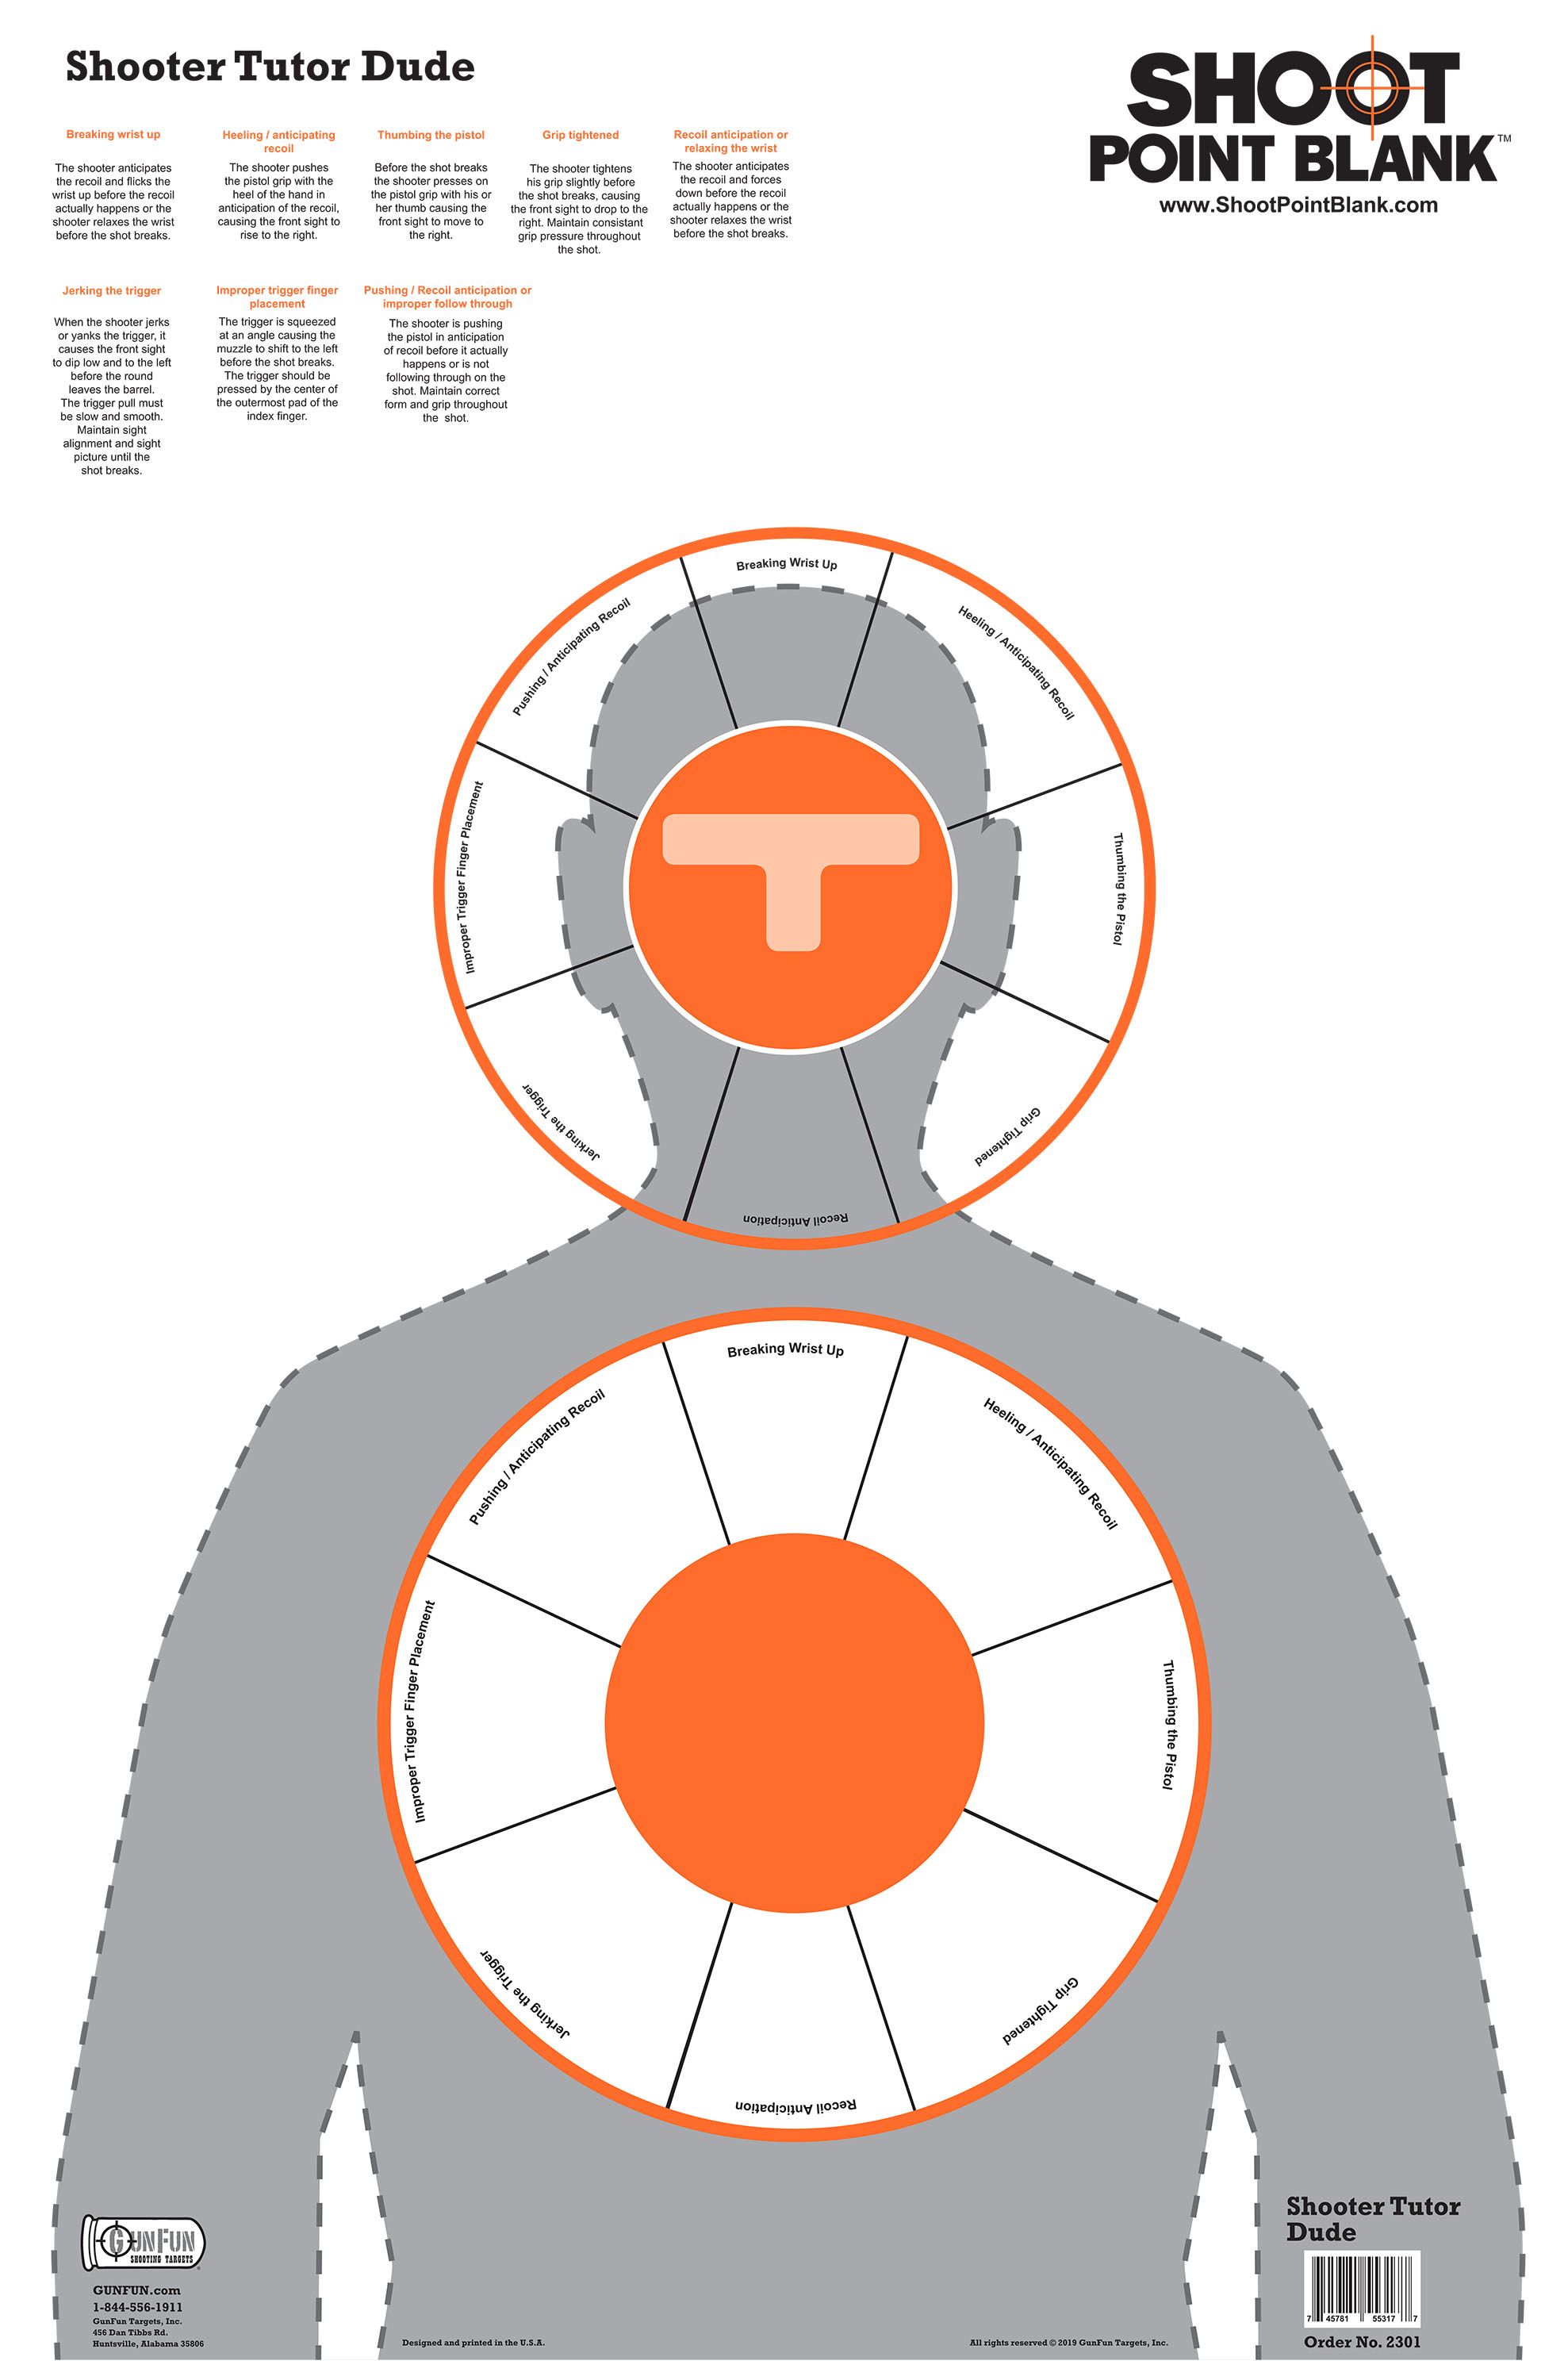 Shooter Tutor Dude
SHOOT
POINT BLANK™
www.ShootPointBlank.com
Breaking wrist up
The shooter anticipates
the recoil and flicks the
wrist up before the recoil
actually happens or the
shooter relaxes the wrist
before the shot breaks.
Heeling / anticipating
recoil
The shooter pushes
the pistol grip with the
heel of the hand in
anticipation of the recoil,
causing the front sight to
rise to the right.
Thumbing the pistol
Before the shot breaks
the shooter presses on
the pistol grip with his or
her thumb causing the
front sight to move to
the right.
Grip tightened
The shooter tightens
his grip slightly before
the shot breaks, causing
the front sight to drop to the
right. Maintain consistant
grip pressure throughout
the shot.
Recoil anticipation or
relaxing the wrist
The shooter anticipates
the recoil and forces
down before the recoil
actually happens or the
shooter relaxes the wrist
before the shot breaks.
Jerking the trigger
When the shooter jerks
or yanks the trigger, it
causes the front sight
to dip low and to the left
before the round
leaves the barrel.
The trigger pull must
be slow and smooth.
Maintain sight
alignment and sight
picture until the
shot breaks.
Improper trigger finger
placement
The trigger is squeezed
at an angle causing the
muzzle to shift to the left
before the shot breaks.
The trigger should be
pressed by the center of
the outermost pad of the
index finger.
Pushing / Recoil anticipation or
improper follow through
The shooter is pushing
the pistol in anticipation
of recoil before it actually
happens or is not
following through on the
shot. Maintain correct
form and grip throughout
the shot.
Breaking Wrist Up
Heeling / Anticipating Recoil
Thumbing the Pistol
Grip Tightened
Recoil Anticipation
Jerking the Trigger
Improper Trigger Finger Placement
Pushing / Anticipating Recoil
Breaking Wrist Up
Heeling / Anticipating Recoil
Thumbing the Pistol
Grip Tightened
Recoil Anticipation
Jerking the Trigger
Improper Trigger Finger Placement
Pushing / Anticipating Recoil
GUNFUN
SHOOTING TARGETS
GUNFUN.com
1-844-556-1911
GunFun Targets, Inc.
456 Dan Tibbs Rd.
Huntsville, Alabama 35806
Designed and printed in the U.S.A.
All rights reserved © 2019 GunFun Targets, Inc.
Shooter Tutor
Dude
7 45781 55317 7
Order No. 2301